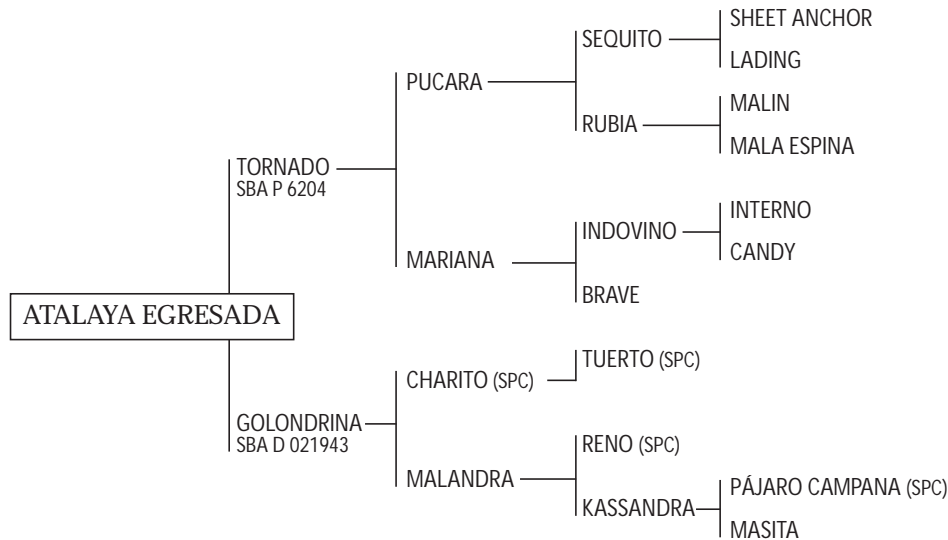 SHEET ANCHOR
SEQUITO
LADING
PUCARA
MALIN
RUBIA
MALA ESPINA
TORNADO
SBA P 6204
INTERNO
INDOVINO
CANDY
MARIANA
BRAVE
ATALAYA EGRESADA
TUERTO (SPC)
CHARITO (SPC)
GOLONDRINA
SBA D 021943
RENO (SPC)
MALANDRA
PÁJARO CAMPANA (SPC)
KASSANDRA
MASITA